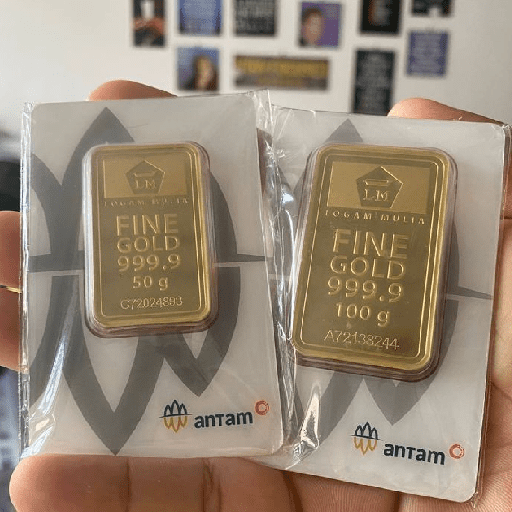 LM
LOGAM MULIA
FINE
GOLD
999.9
50 g
C72024883
antam
LM
LOGAM MULIA
FINE
GOLD
999.9
100 g
A72138244
antam